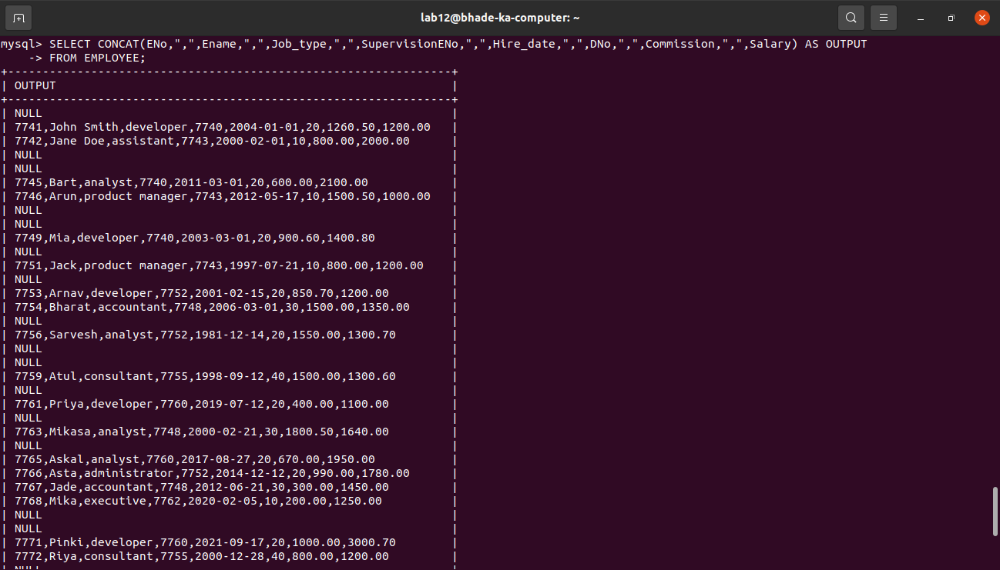 lab12@bhade-ka-computer: ~
mysql> SELECT CONCAT(ENo,",",Ename,",",Job_type,",",SupervisionENo,",",Hire_date,",",DNo,",",Commission,",",Salary) AS OUTPUT
    -> FROM EMPLOYEE;
+----------------------------------------------------------------+
| OUTPUT                                                         |
+----------------------------------------------------------------+
| NULL                                                           |
| 7741,John Smith,developer,7740,2004-01-01,20,1260.50,1200.00   |
| 7742,Jane Doe,assistant,7743,2000-02-01,10,800.00,2000.00      |
| NULL                                                           |
| NULL                                                           |
| 7745,Bart,analyst,7740,2011-03-01,20,600.00,2100.00            |
| 7746,Arun,product manager,7743,2012-05-17,10,1500.50,1000.00   |
| NULL                                                           |
| NULL                                                           |
| 7749,Mia,developer,7740,2003-03-01,20,900.60,1400.80           |
| NULL                                                           |
| 7751,Jack,product manager,7743,1997-07-21,10,800.00,1200.00    |
| NULL                                                           |
| 7753,Arnav,developer,7752,2001-02-15,20,850.70,1200.00         |
| 7754,Bharat,accountant,7748,2006-03-01,30,1500.00,1350.00      |
| NULL                                                           |
| 7756,Sarvesh,analyst,7752,1981-12-14,20,1550.00,1300.70        |
| NULL                                                           |
| NULL                                                           |
| 7759,Atul,consultant,7755,1998-09-12,40,1500.00,1300.60        |
| NULL                                                           |
| 7761,Priya,developer,7760,2019-07-12,20,400.00,1100.00         |
| NULL                                                           |
| 7763,Mikasa,analyst,7748,2000-02-21,30,1800.50,1640.00         |
| NULL                                                           |
| 7765,Askal,analyst,7760,2017-08-27,20,670.00,1950.00           |
| 7766,Asta,administrator,7752,2014-12-12,20,990.00,1780.00      |
| 7767,Jade,accountant,7748,2012-06-21,30,300.00,1450.00         |
| 7768,Mika,executive,7762,2020-02-05,10,200.00,1250.00          |
| NULL                                                           |
| NULL                                                           |
| 7771,Pinki,developer,7760,2021-09-17,20,1000.00,3000.70        |
| 7772,Riya,consultant,7755,2000-12-28,40,800.00,1200.00         |
| NULL                                                           |